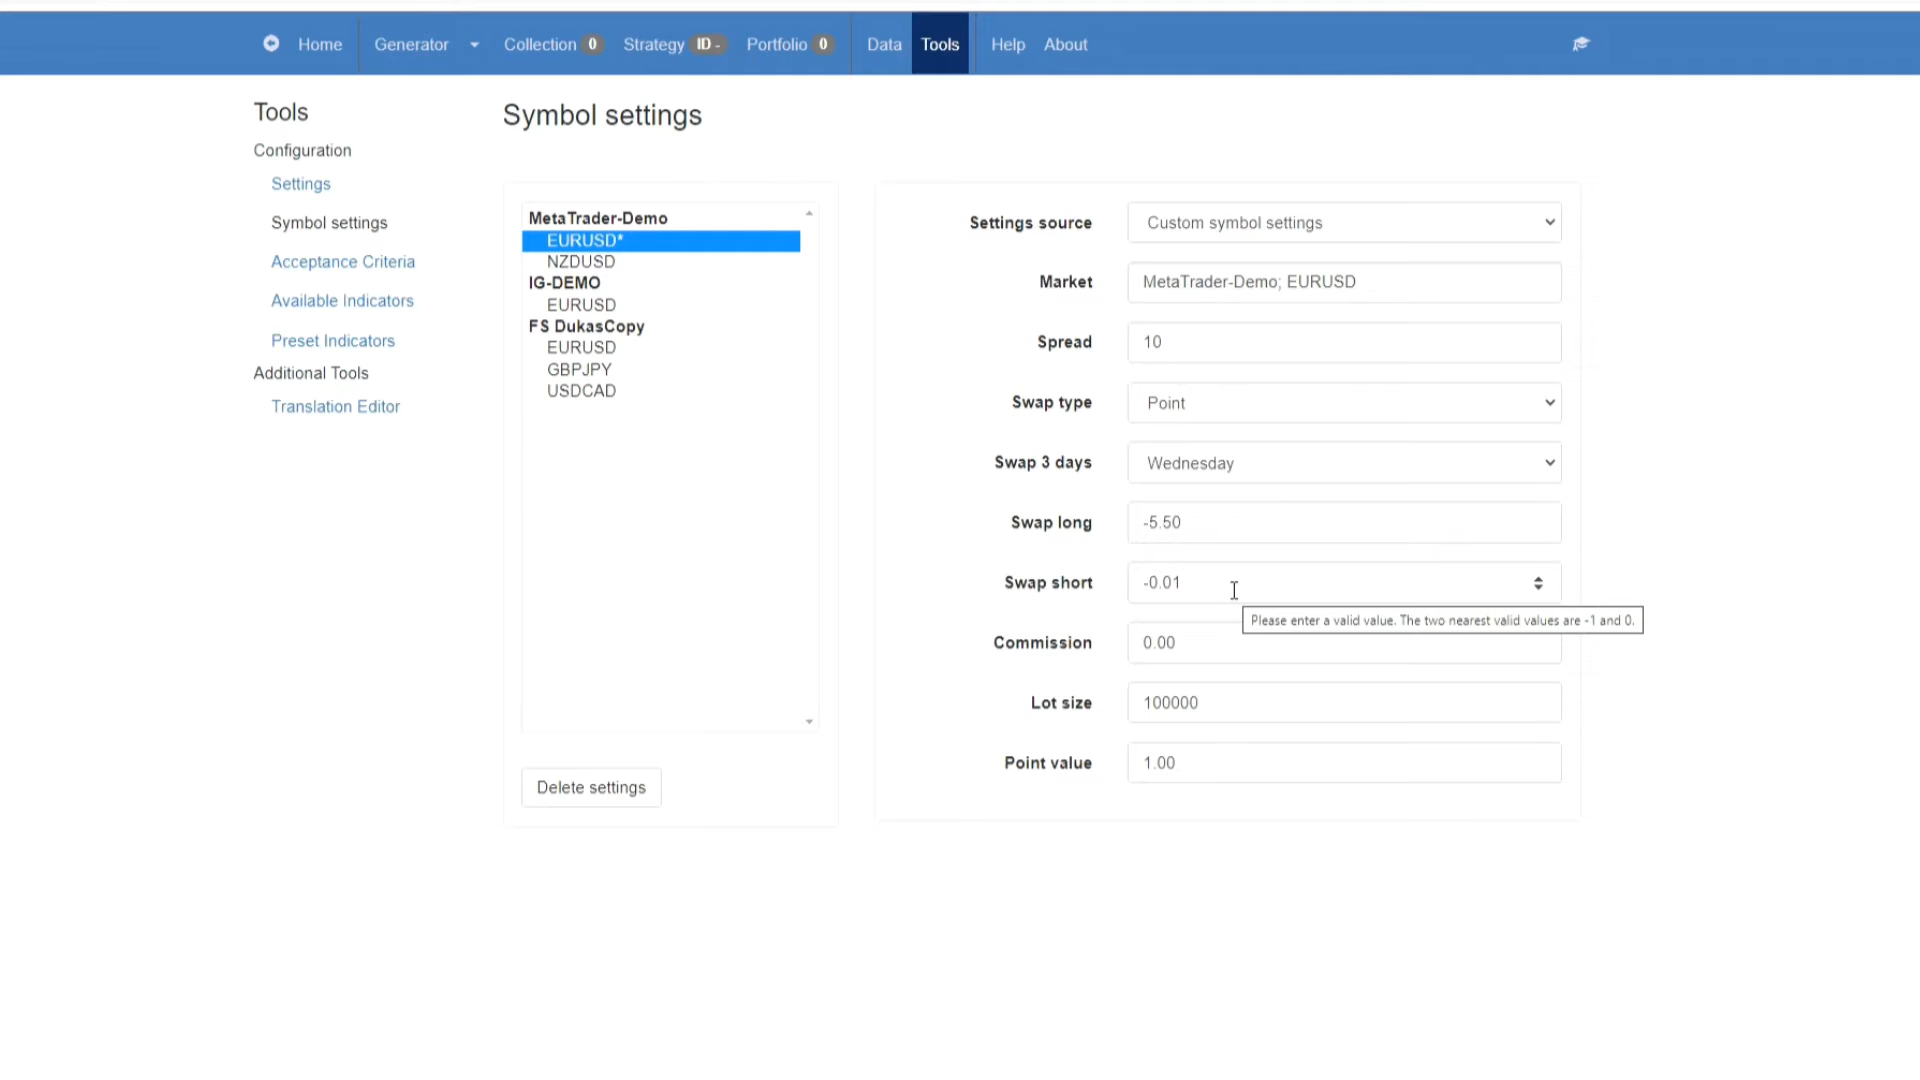 Home Generator Collection 0 Strategy ID - Portfolio 0 Data Tools Help About
Tools
Configuration
Settings
Symbol settings
Acceptance Criteria
Available Indicators
Preset Indicators
Additional Tools
Translation Editor
Symbol settings
MetaTrader-Demo
EURUSD*
NZDUSD
IG-DEMO
EURUSD
FS DukasCopy
EURUSD
GBPJPY
USDCAD
Delete settings
Settings source Custom symbol settings
Market MetaTrader-Demo; EURUSD
Spread 10
Swap type Point
Swap 3 days Wednesday
Swap long -5.50
Swap short -0.01
Please enter a valid value. The two nearest valid values are -1 and 0.
Commission 0.00
Lot size 100000
Point value 1.00